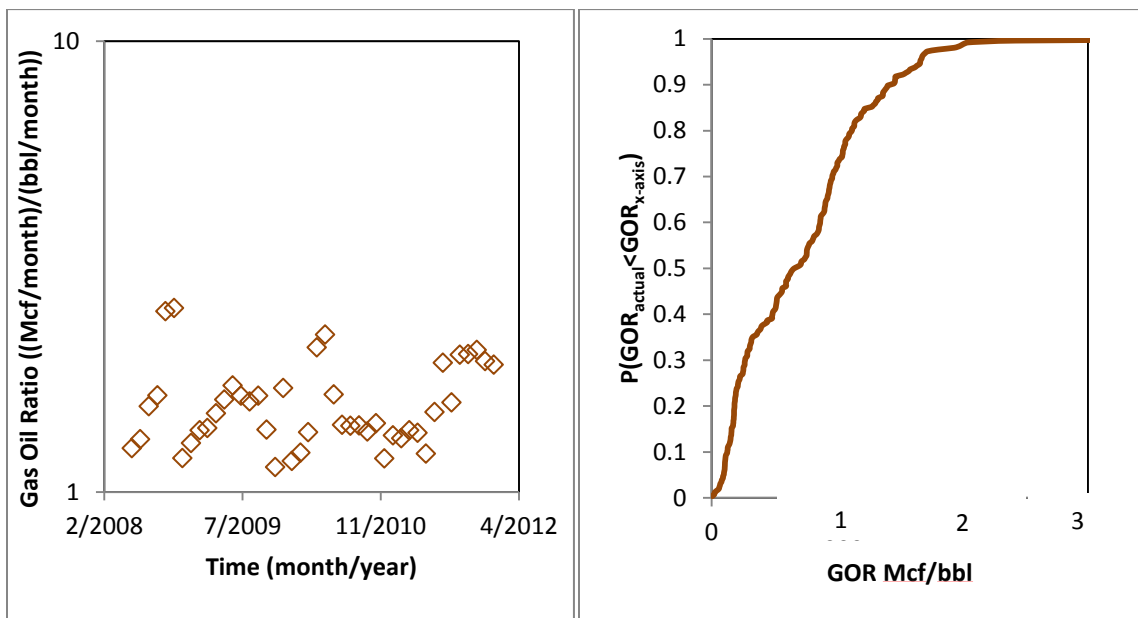 10
1
Gas Oil Ratio ((Mcf/month)/(bbl/month))
2/2008 7/2009 11/2010 4/2012
Time (month/year)
1
0.9
0.8
0.7
0.6
0.5
0.4
0.3
0.2
0.1
0
P(GORactual<GORx-axis)
0 1 2 3
GOR Mcf/bbl